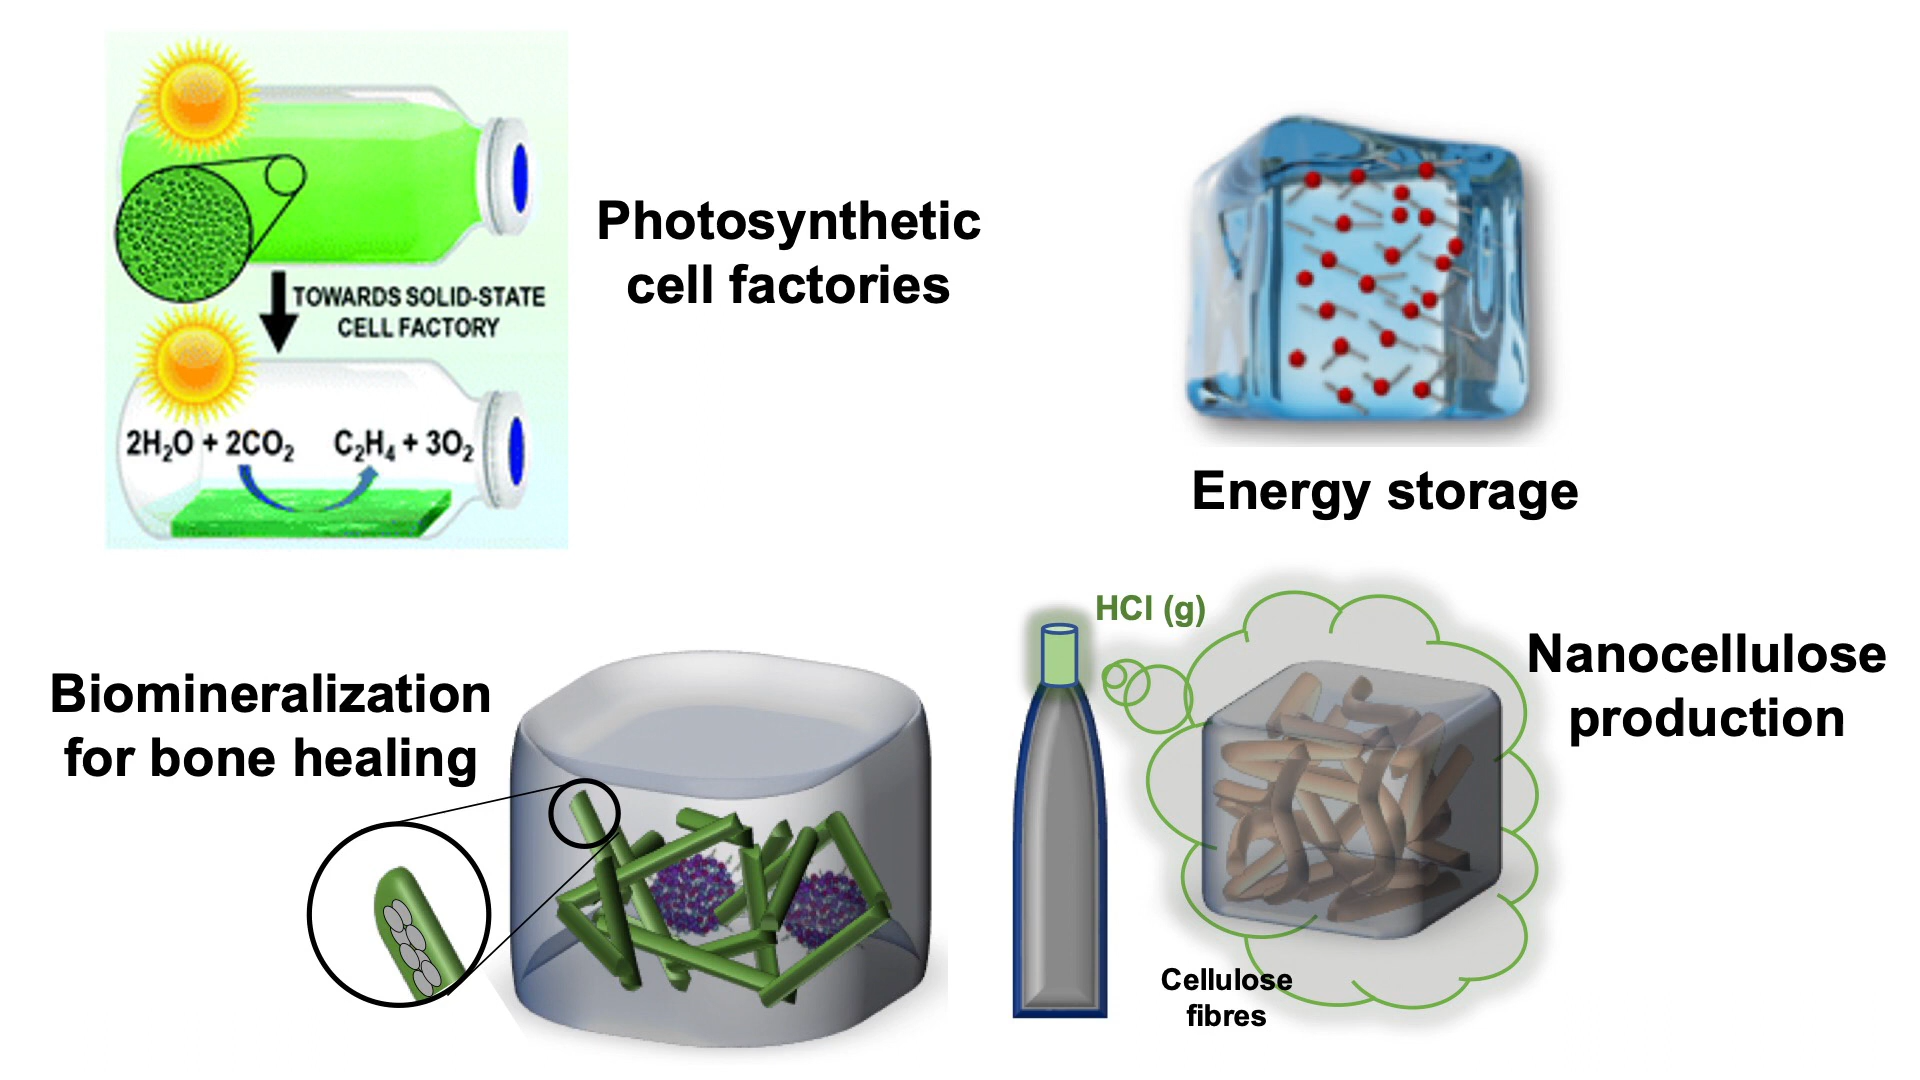 Photosynthetic
cell factories
TOWARDS SOLID-STATE
CELL FACTORY
2H₂O + 2CO₂ C₂H₄ + 3O₂
Energy storage
Biomineralization
for bone healing
HCl (g)
Nanocellulose
production
Cellulose
fibres